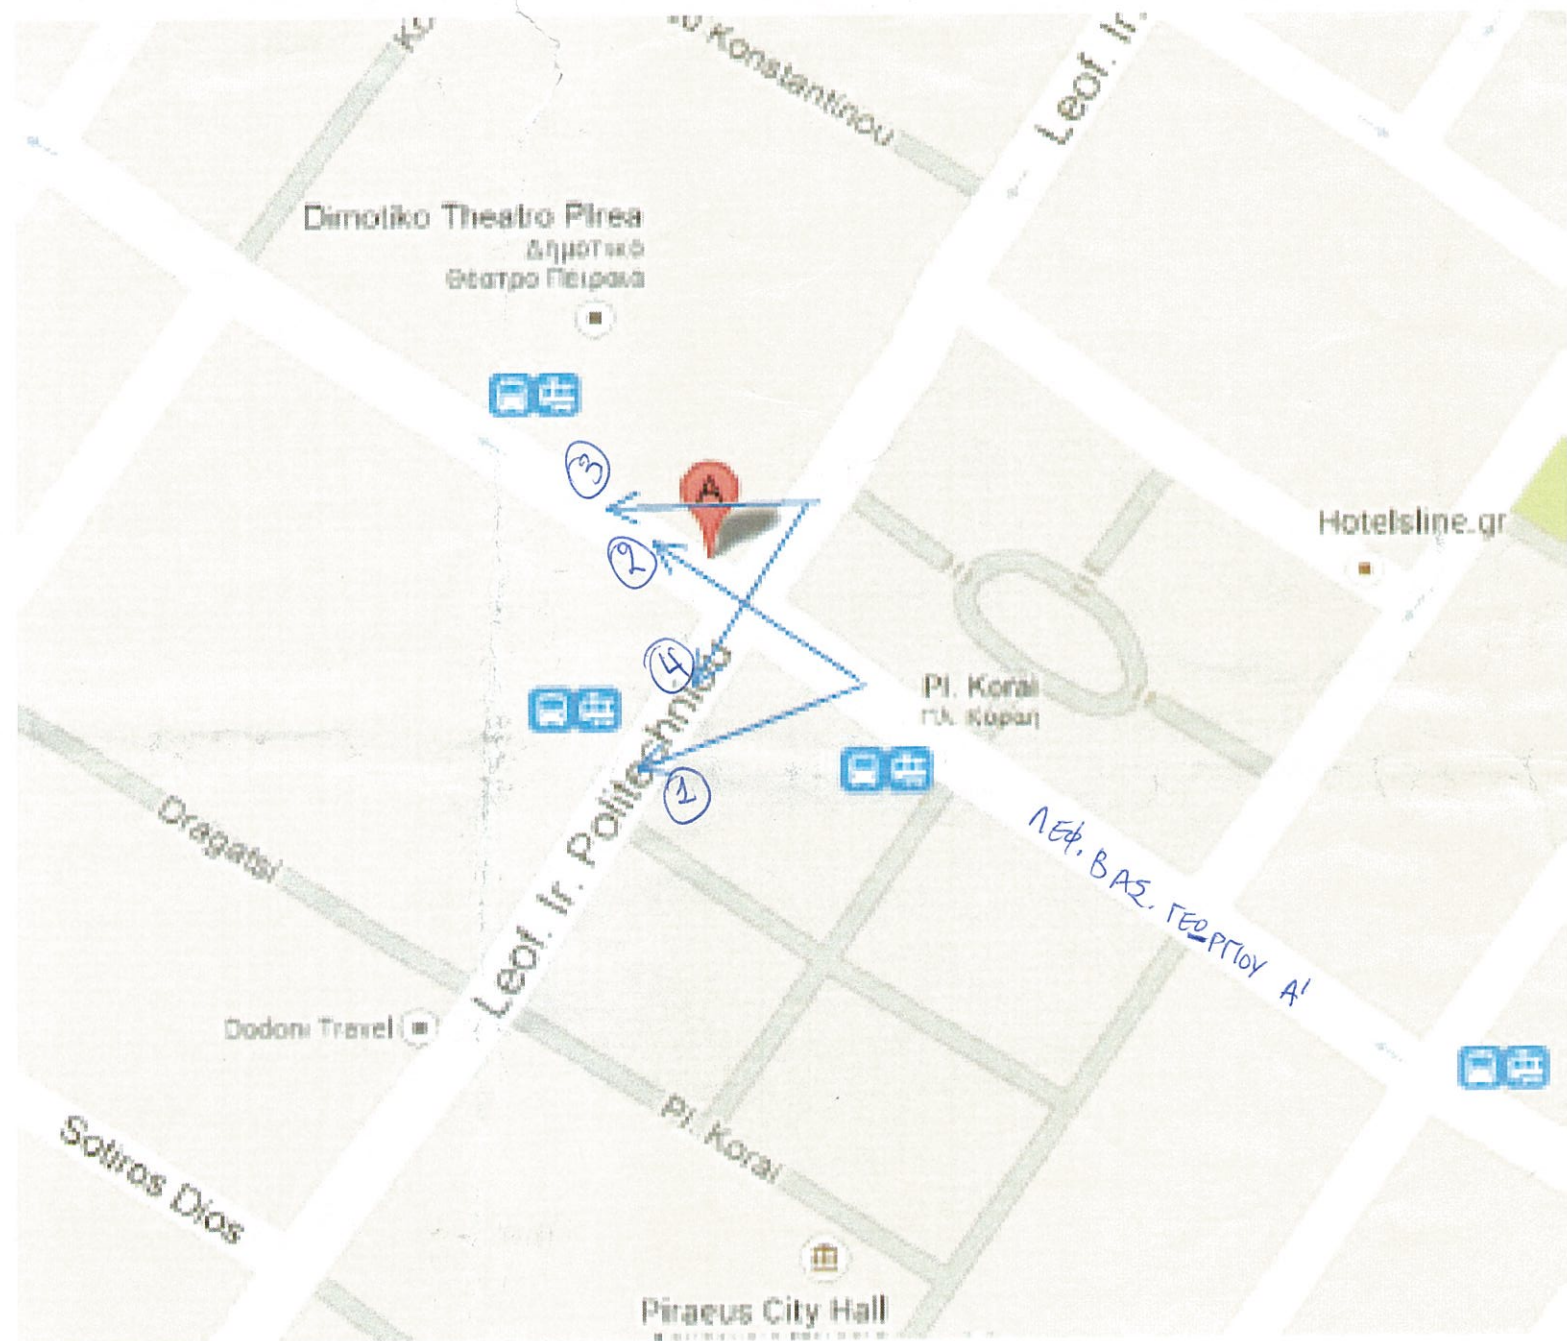 Konstantinou
Leof. Ir.
Dimotiko Theatro Pirea
Δημοτικό
Θέατρο Πειραιά
3
A
Hotelsline.gr
2
4
Pl. Korai
Πλ. Κοραή
1
Leof. Ir. Politechniou
ΛΕΦ. ΒΑΣ. ΓΕΩΡΓΙΟΥ Α'
Dragatsi
Dodoni Travel
Pl. Korai
Sotiros Dios
Piraeus City Hall